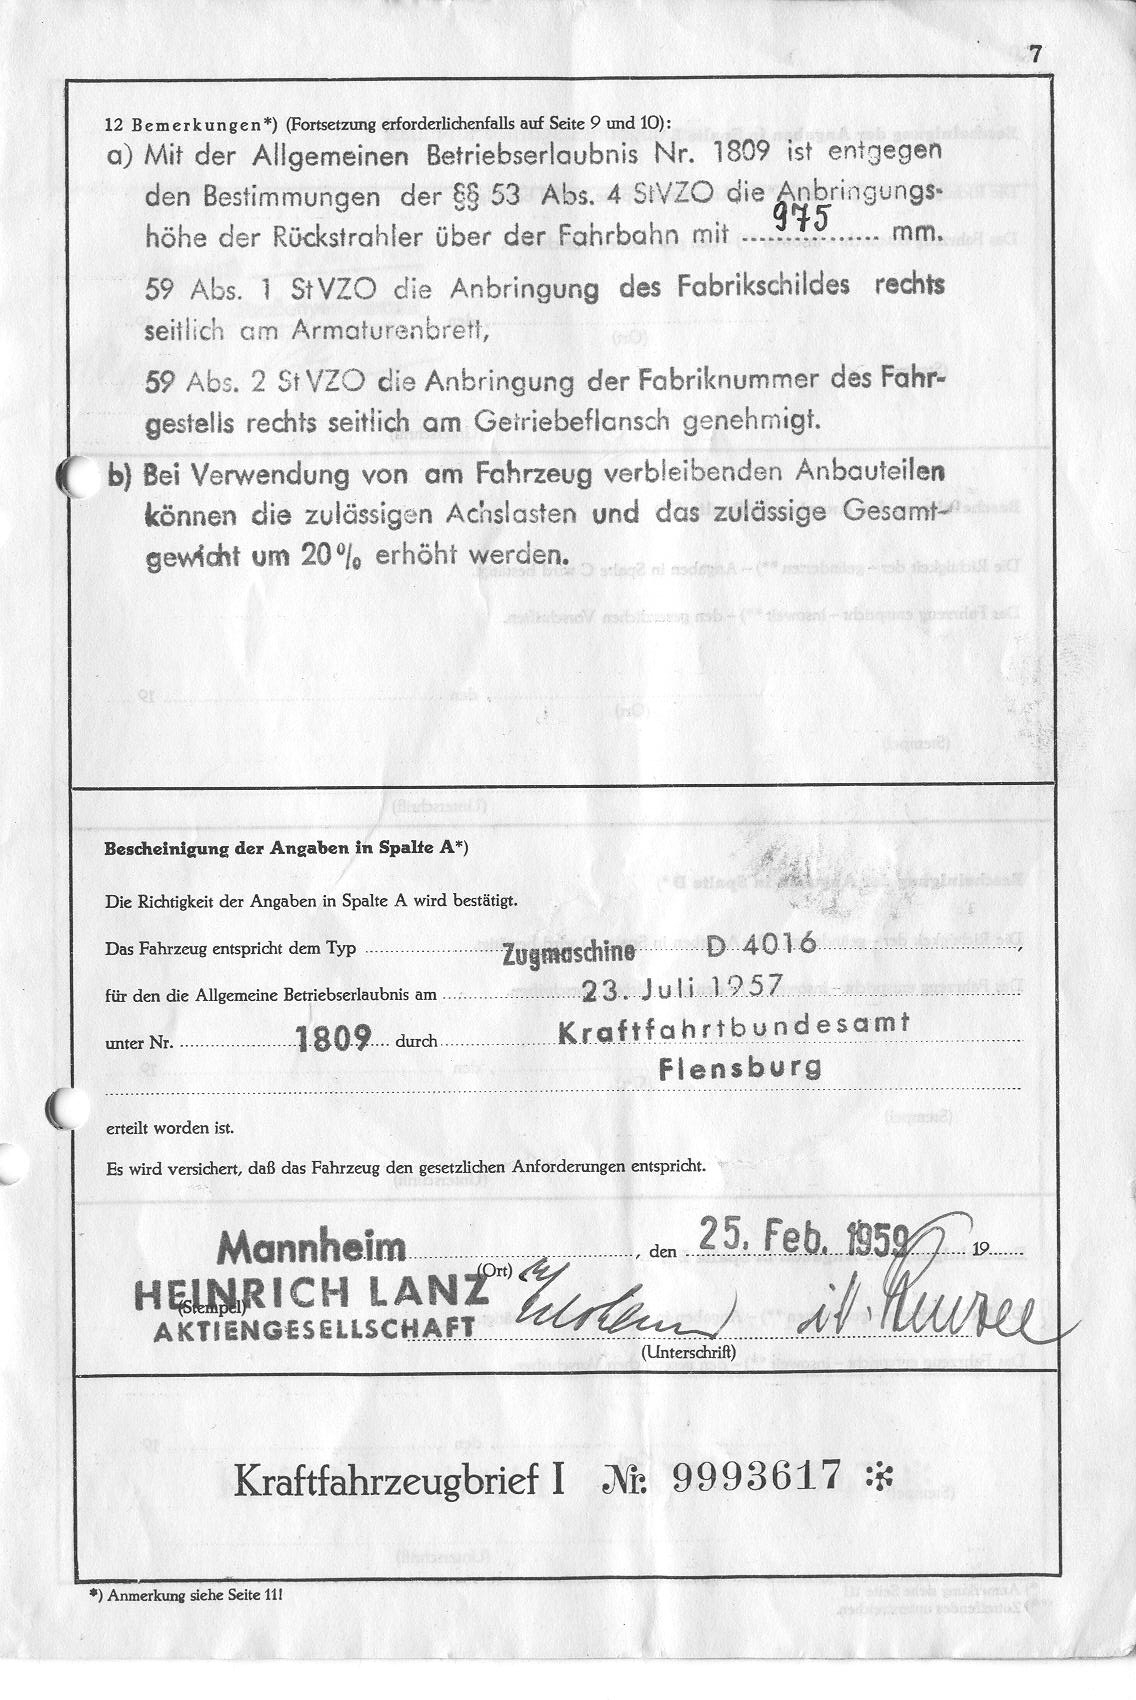 7
12 Bemerkungen*) (Fortsetzung erforderlichenfalls auf Seite 9 und 10):
a) Mit der Allgemeinen Betriebserlaubnis Nr. 1809 ist entgegen
den Bestimmungen der §§ 53 Abs. 4 StVZO die Anbringungs-
höhe der Rückstrahler über der Fahrbahn mit 975 mm.
59 Abs. 1 StVZO die Anbringung des Fabrikschildes rechts
seitlich am Armaturenbrett,
59 Abs. 2 StVZO die Anbringung der Fabriknummer des Fahr-
gestells rechts seitlich am Getriebeflansch genehmigt.
b) Bei Verwendung von am Fahrzeug verbleibenden Anbauteilen
können die zulässigen Achslasten und das zulässige Gesamt-
gewicht um 20% erhöht werden.
Bescheinigung der Angaben in Spalte A*)
Die Richtigkeit der Angaben in Spalte A wird bestätigt.
Das Fahrzeug entspricht dem Typ Zugmaschine D 4016 ,
für den die Allgemeine Betriebserlaubnis am 23. Juli 1957
unter Nr. 1809 durch Kraftfahrtbundesamt
Flensburg
erteilt worden ist.
Es wird versichert, daß das Fahrzeug den gesetzlichen Anforderungen entspricht.
Mannheim , den 25. Feb. 1959 19
(Ort)
HEINRICH LANZ
(Stempel)
AKTIENGESELLSCHAFT
(Unterschrift)
Kraftfahrzeugbrief I Nr. 9993617 *
*) Anmerkung siehe Seite 11!